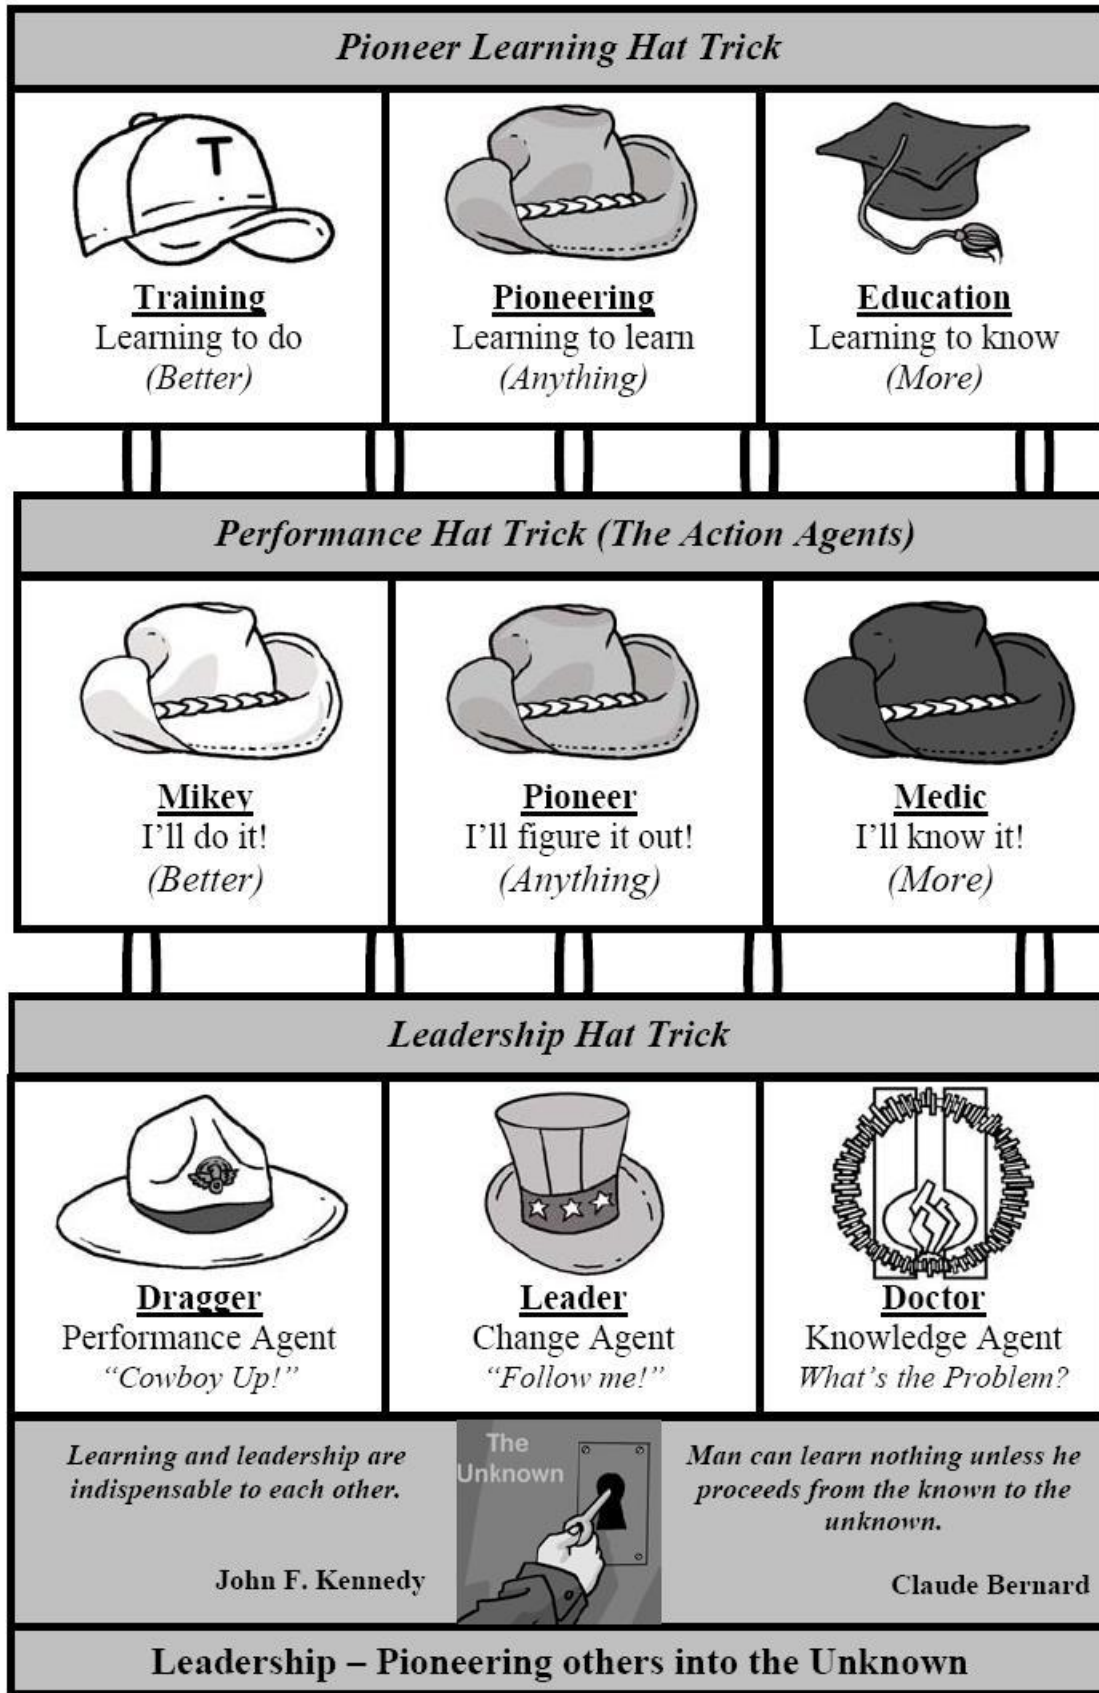 Pioneer Learning Hat Trick
T
Training
Learning to do
(Better)
Pioneering
Learning to learn
(Anything)
Education
Learning to know
(More)
Performance Hat Trick (The Action Agents)
Mikey
I'll do it!
(Better)
Pioneer
I'll figure it out!
(Anything)
Medic
I'll know it!
(More)
Leadership Hat Trick
Dragger
Performance Agent
“Cowboy Up!”
Leader
Change Agent
“Follow me!”
Doctor
Knowledge Agent
What's the Problem?
Learning and leadership are
indispensable to each other.
John F. Kennedy
The
Unknown
Man can learn nothing unless he
proceeds from the known to the
unknown.
Claude Bernard
Leadership – Pioneering others into the Unknown